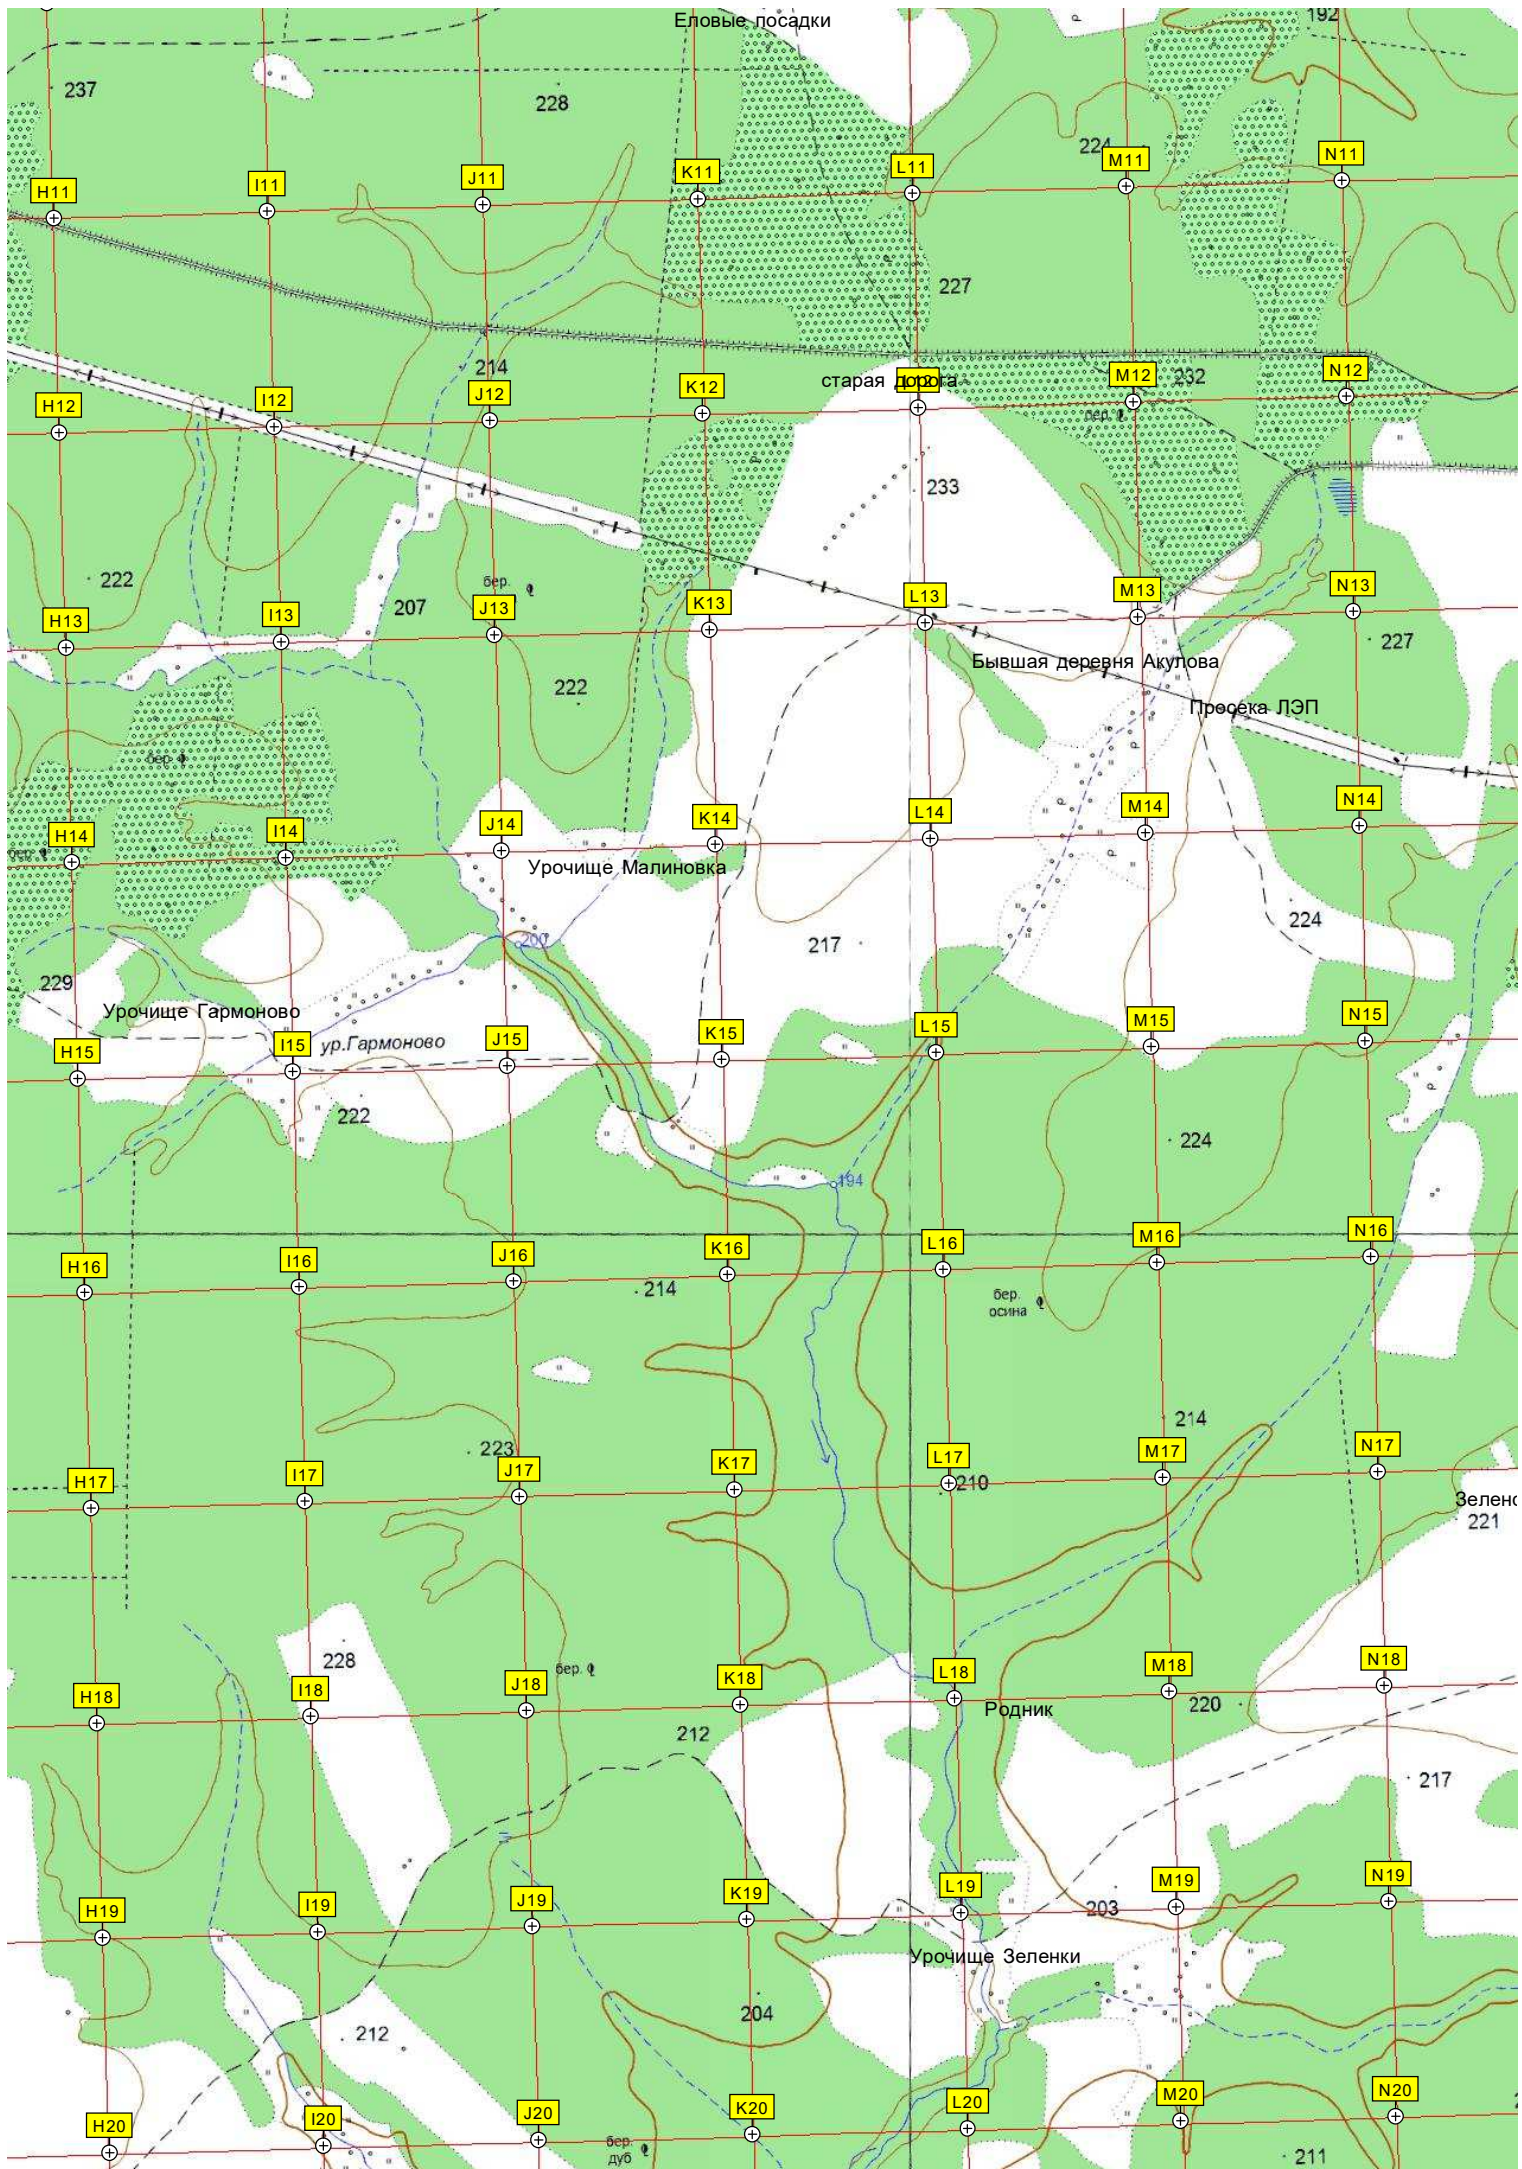 Еловые посадки
192
237
228
224
H11
I11
J11
K11
L11
M11
N11
227
214
старая дорога
232
H12
I12
J12
K12
L12
M12
N12
бер.
233
222
бер.
207
H13
I13
J13
K13
L13
M13
N13
227
Бывшая деревня Акулова
222
Просека ЛЭП
бер.
H14
I14
J14
K14
L14
M14
N14
Урочище Малиновка
224
200
217
229
Урочище Гармоново
ур.Гармоново
H15
I15
J15
K15
L15
M15
N15
222
224
194
H16
I16
J16
K16
L16
M16
N16
214
бер.
осина
214
223
H17
I17
J17
K17
L17
M17
N17
210
Зелено
221
228
бер.
H18
I18
J18
K18
L18
M18
N18
Родник
220
212
217
H19
I19
J19
K19
L19
M19
N19
203
Урочище Зеленки
204
212
H20
I20
J20
K20
L20
M20
N20
бер.
дуб
211